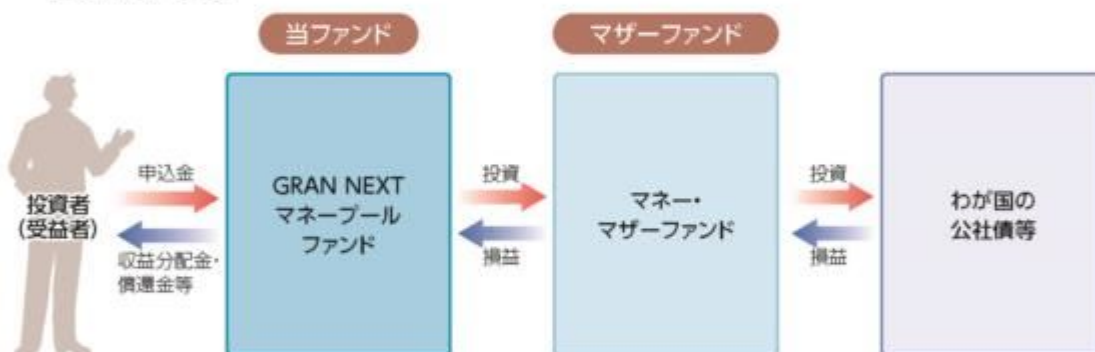 当ファンド
マザーファンド
投資者
(受益者)
申込金
収益分配金・
償還金等
GRAN NEXT
マネープール
ファンド
投資
損益
マネー・
マザーファンド
投資
損益
わが国の
公社債等